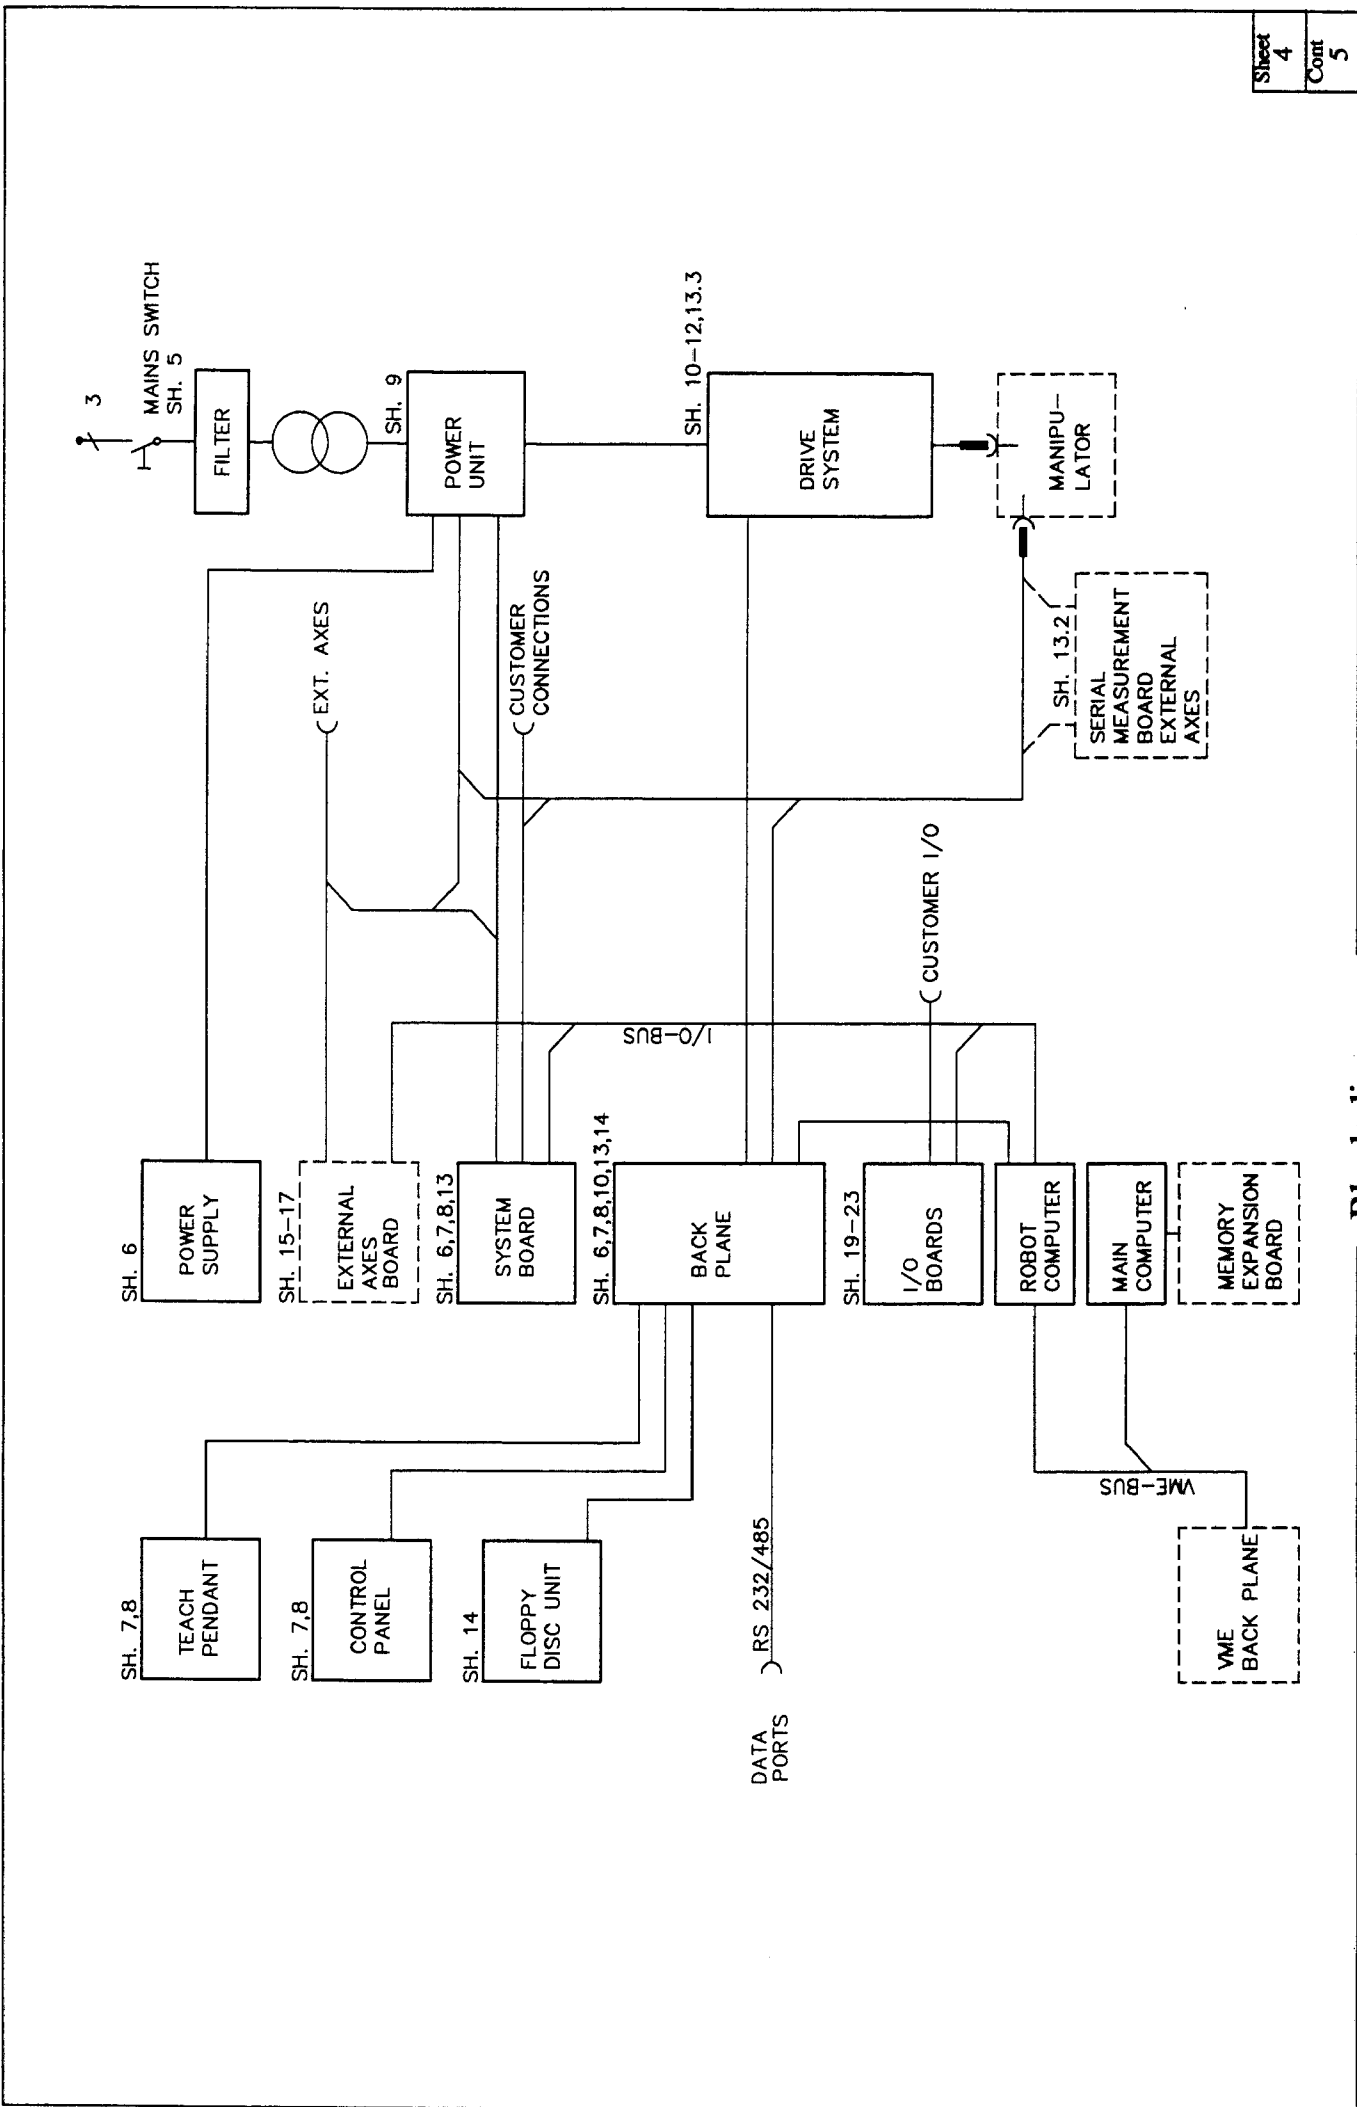 SH. 7,8
TEACH
PENDANT
SH. 7,8
CONTROL
PANEL
SH. 14
FLOPPY
DISC UNIT
DATA
PORTS
RS 232/485
VME
BACK PLANE
VME-BUS
SH. 6
POWER
SUPPLY
SH. 15-17
EXTERNAL
AXES
BOARD
SH. 6,7,8,13
SYSTEM
BOARD
SH. 6,7,8,10,13,14
BACK
PLANE
SH. 19-23
I/O
BOARDS
ROBOT
COMPUTER
MAIN
COMPUTER
MEMORY
EXPANSION
BOARD
I/O-BUS
CUSTOMER I/O
EXT. AXES
CUSTOMER
CONNECTIONS
SH. 13.2
SERIAL
MEASUREMENT
BOARD
EXTERNAL
AXES
3
MAINS SWITCH
SH. 5
FILTER
SH. 9
POWER
UNIT
SH. 10-12,13.3
DRIVE
SYSTEM
MANIPU-
LATOR
Sheet
4
Cont
5